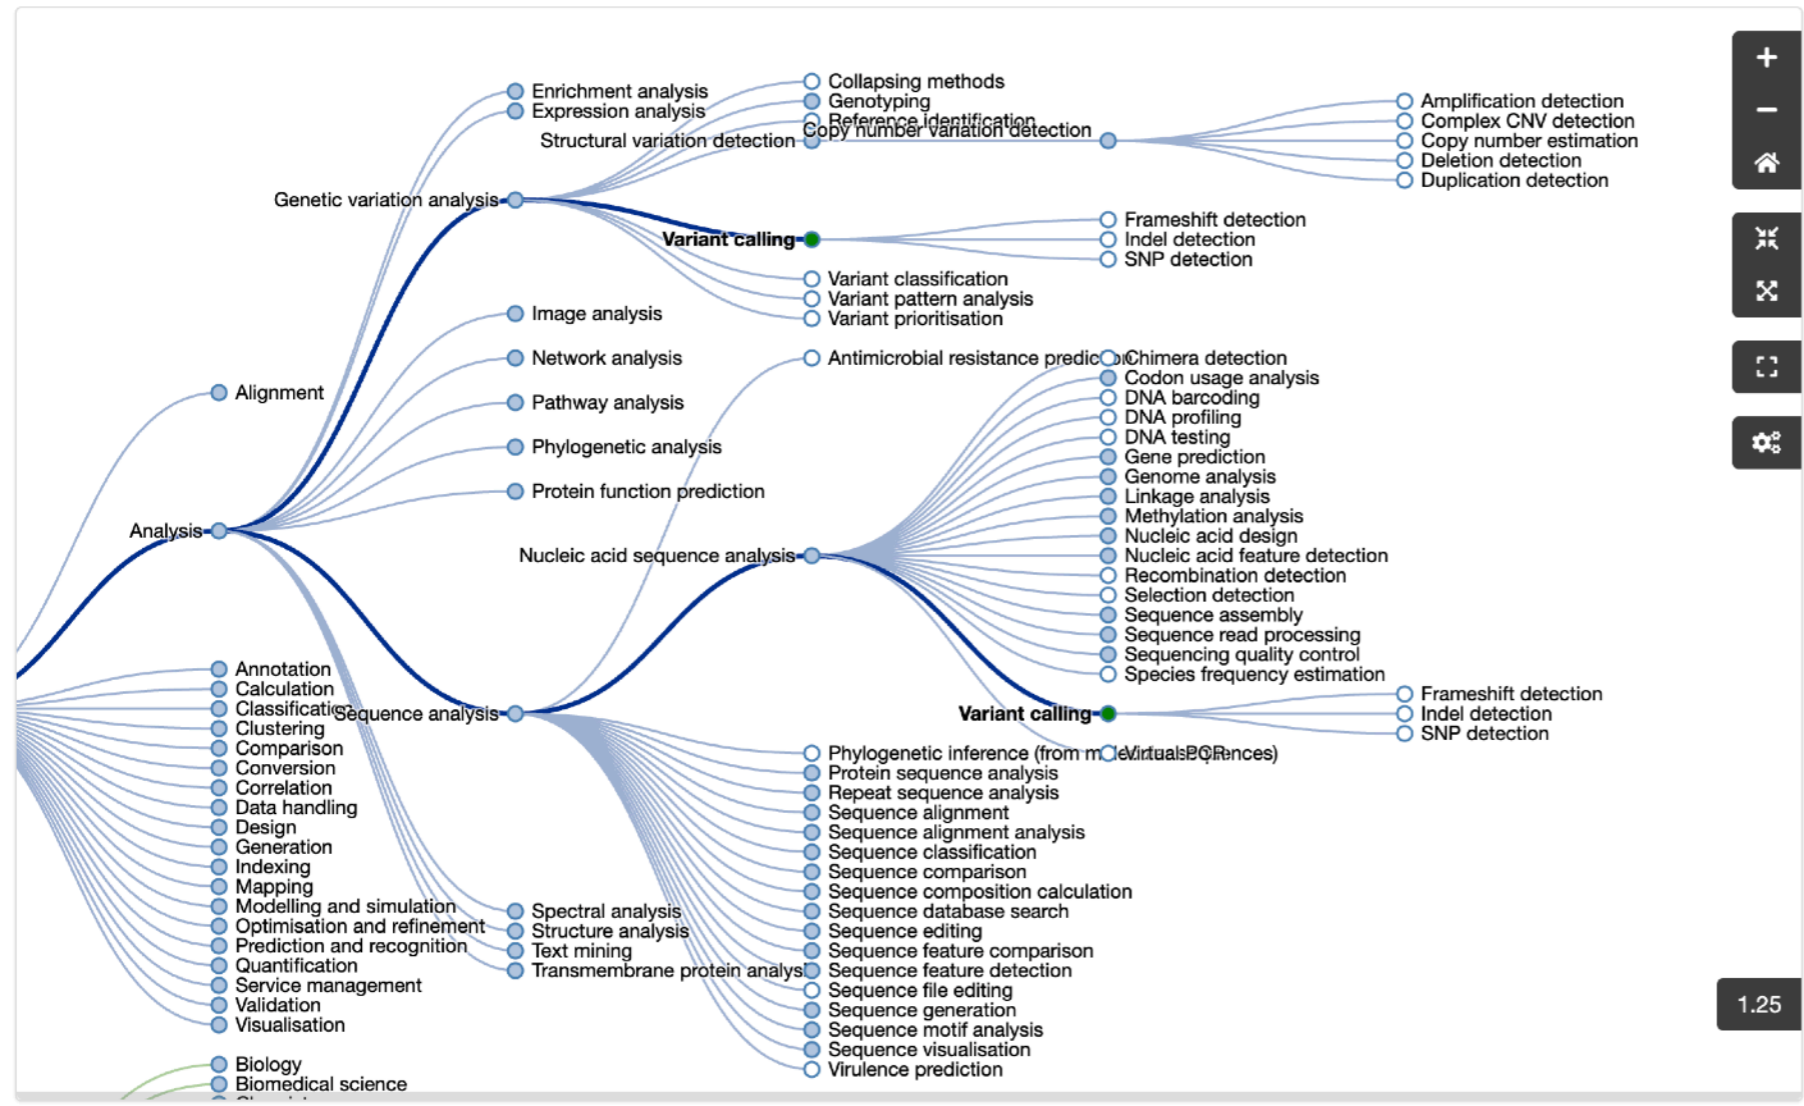 Enrichment analysis
Expression analysis
Structural variation detection
Genetic variation analysis
Collapsing methods
Genotyping
Reference identification
Copy number variation detection
Amplification detection
Complex CNV detection
Copy number estimation
Deletion detection
Duplication detection
Variant calling
Frameshift detection
Indel detection
SNP detection
Variant classification
Variant pattern analysis
Variant prioritisation
Image analysis
Network analysis
Pathway analysis
Phylogenetic analysis
Protein function prediction
Alignment
Analysis
Antimicrobial resistance
Chimera detection
Codon usage analysis
DNA barcoding
DNA profiling
DNA testing
Gene prediction
Genome analysis
Linkage analysis
Methylation analysis
Nucleic acid design
Nucleic acid feature detection
Recombination detection
Selection detection
Sequence assembly
Sequence read processing
Sequencing quality control
Species frequency estimation
Nucleic acid sequence analysis
Variant calling
Frameshift detection
Indel detection
SNP detection
Virtual PCR
Annotation
Calculation
Classification
Clustering
Comparison
Conversion
Correlation
Data handling
Design
Generation
Indexing
Mapping
Modelling and simulation
Optimisation and refinement
Prediction and recognition
Quantification
Service management
Validation
Visualisation
Sequence analysis
Phylogenetic inference (from
Protein sequence analysis
Repeat sequence analysis
Sequence alignment
Sequence alignment analysis
Sequence classification
Sequence comparison
Sequence composition calculation
Sequence database search
Sequence editing
Sequence feature comparison
Sequence feature detection
Sequence file editing
Sequence generation
Sequence motif analysis
Sequence visualisation
Virulence prediction
Spectral analysis
Structure analysis
Text mining
Transmembrane protein analysi
Biology
Biomedical science
1.25